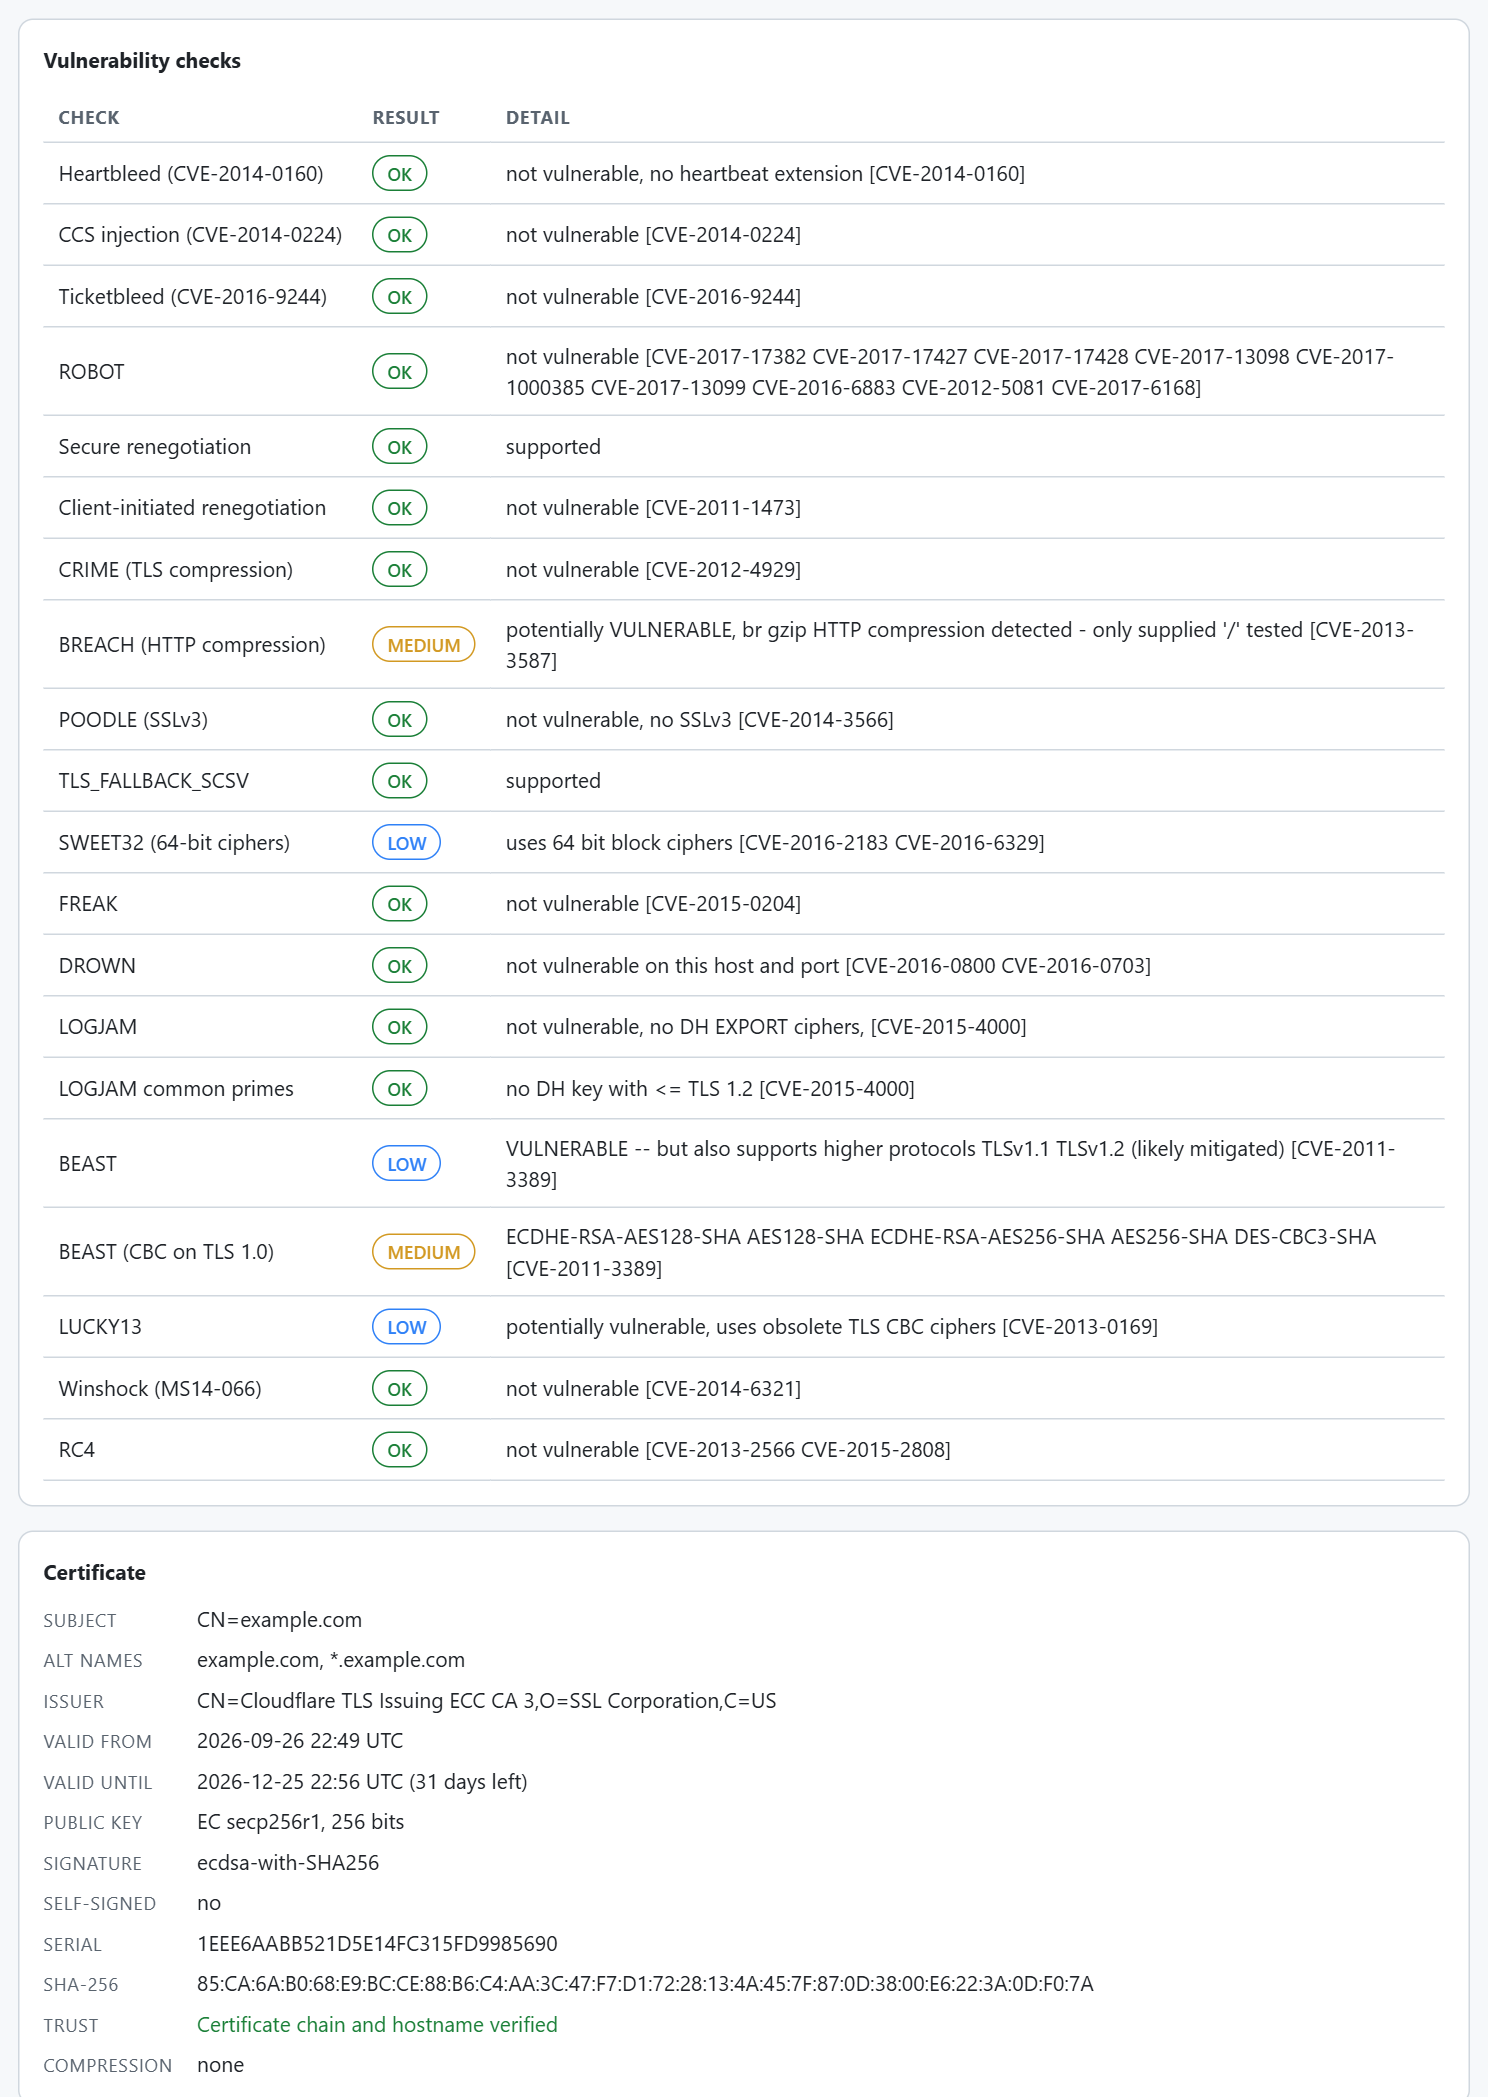 Vulnerability checks
CHECK RESULT DETAIL
Heartbleed (CVE-2014-0160) OK not vulnerable, no heartbeat extension [CVE-2014-0160]
CCS injection (CVE-2014-0224) OK not vulnerable [CVE-2014-0224]
Ticketbleed (CVE-2016-9244) OK not vulnerable [CVE-2016-9244]
ROBOT OK not vulnerable [CVE-2017-17382 CVE-2017-17427 CVE-2017-17428 CVE-2017-13098 CVE-2017-
1000385 CVE-2017-13099 CVE-2016-6883 CVE-2012-5081 CVE-2017-6168]
Secure renegotiation OK supported
Client-initiated renegotiation OK not vulnerable [CVE-2011-1473]
CRIME (TLS compression) OK not vulnerable [CVE-2012-4929]
BREACH (HTTP compression) MEDIUM potentially VULNERABLE, br gzip HTTP compression detected - only supplied '/' tested [CVE-2013-
3587]
POODLE (SSLv3) OK not vulnerable, no SSLv3 [CVE-2014-3566]
TLS_FALLBACK_SCSV OK supported
SWEET32 (64-bit ciphers) LOW uses 64 bit block ciphers [CVE-2016-2183 CVE-2016-6329]
FREAK OK not vulnerable [CVE-2015-0204]
DROWN OK not vulnerable on this host and port [CVE-2016-0800 CVE-2016-0703]
LOGJAM OK not vulnerable, no DH EXPORT ciphers, [CVE-2015-4000]
LOGJAM common primes OK no DH key with <= TLS 1.2 [CVE-2015-4000]
BEAST LOW VULNERABLE -- but also supports higher protocols TLSv1.1 TLSv1.2 (likely mitigated) [CVE-2011-
3389]
BEAST (CBC on TLS 1.0) MEDIUM ECDHE-RSA-AES128-SHA AES128-SHA ECDHE-RSA-AES256-SHA AES256-SHA DES-CBC3-SHA
[CVE-2011-3389]
LUCKY13 LOW potentially vulnerable, uses obsolete TLS CBC ciphers [CVE-2013-0169]
Winshock (MS14-066) OK not vulnerable [CVE-2014-6321]
RC4 OK not vulnerable [CVE-2013-2566 CVE-2015-2808]
Certificate
SUBJECT CN=example.com
ALT NAMES example.com, *.example.com
ISSUER CN=Cloudflare TLS Issuing ECC CA 3,O=SSL Corporation,C=US
VALID FROM 2026-09-26 22:49 UTC
VALID UNTIL 2026-12-25 22:56 UTC (31 days left)
PUBLIC KEY EC secp256r1, 256 bits
SIGNATURE ecdsa-with-SHA256
SELF-SIGNED no
SERIAL 1EEE6AABB521D5E14FC315FD9985690
SHA-256 85:CA:6A:B0:68:E9:BC:CE:88:B6:C4:AA:3C:47:F7:D1:72:28:13:4A:45:7F:87:0D:38:00:E6:22:3A:0D:F0:7A
TRUST Certificate chain and hostname verified
COMPRESSION none